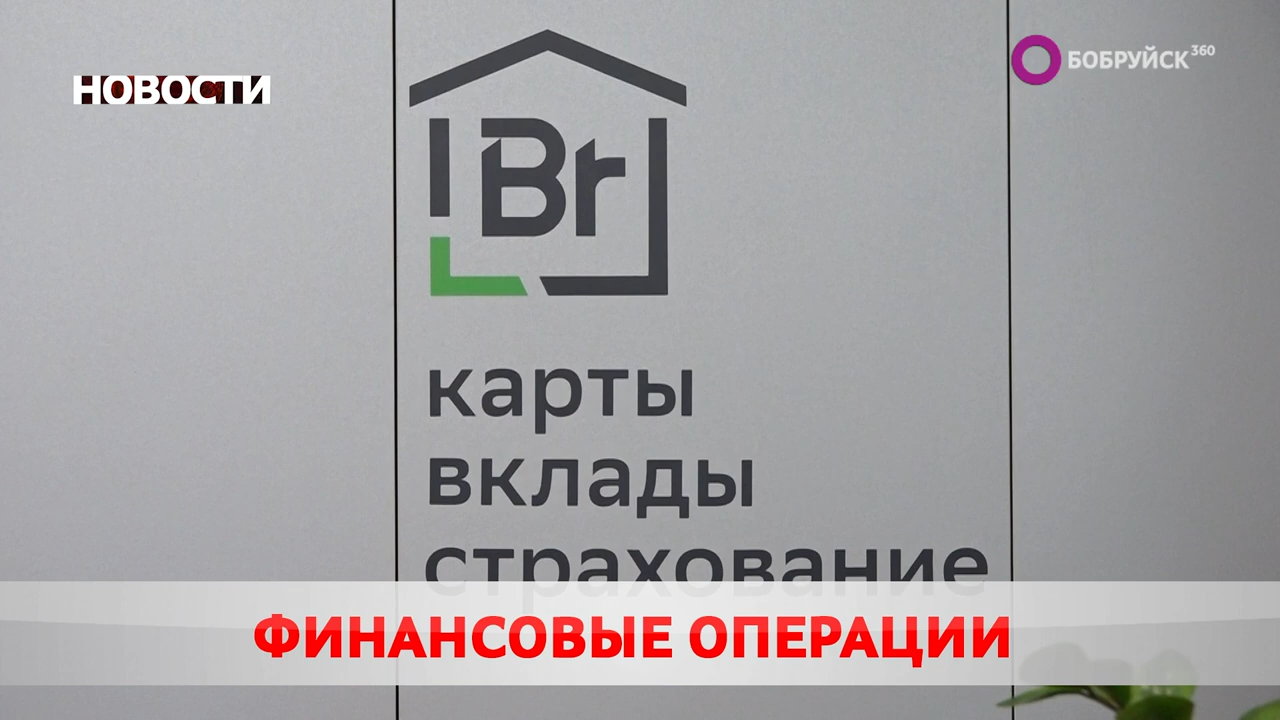 НОВОСТИ
БОБРУЙСК360
Br
карты
вклады
страхование
ФИНАНСОВЫЕ ОПЕРАЦИИ